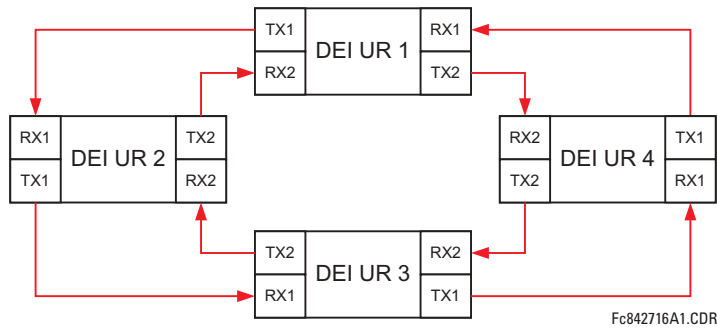 TX1 DEI UR 1 RX1
RX2 TX2
RX1 DEI UR 2 TX2
TX1 RX2
RX2 DEI UR 4 TX1
TX2 RX1
TX2 DEI UR 3 RX2
RX1 TX1
Fc842716A1.CDR